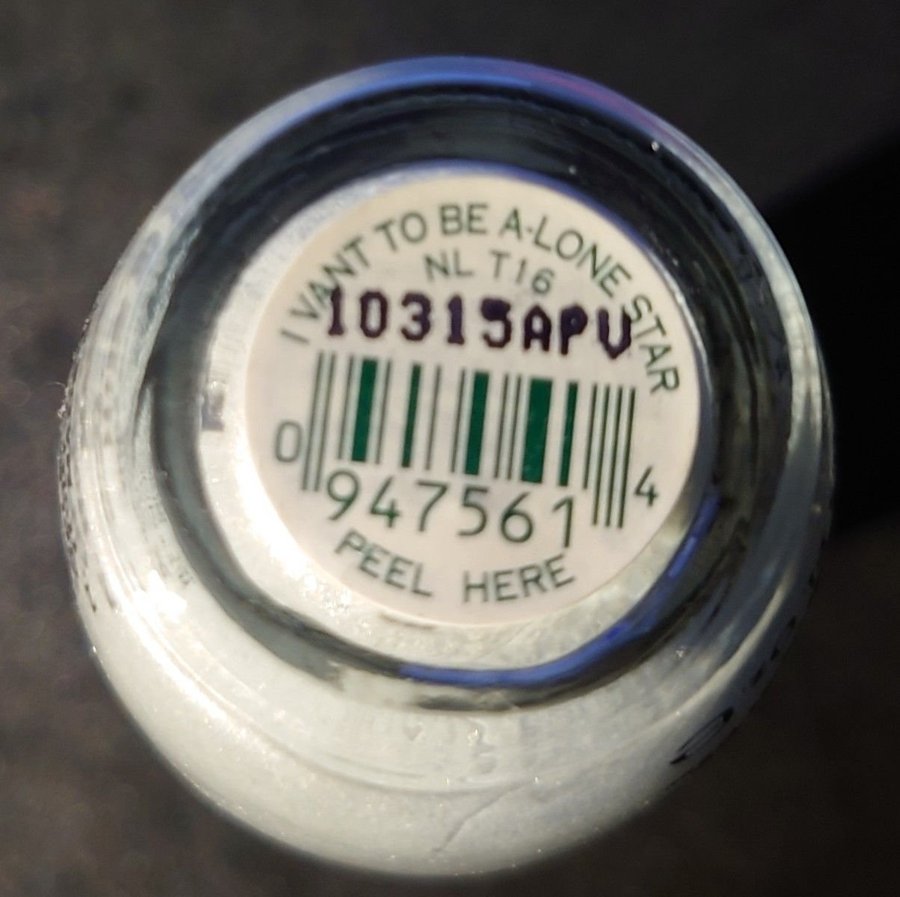 I VANT TO BE A-LONE STAR
NL T16
10315APV
0 947561 4
PEEL HERE